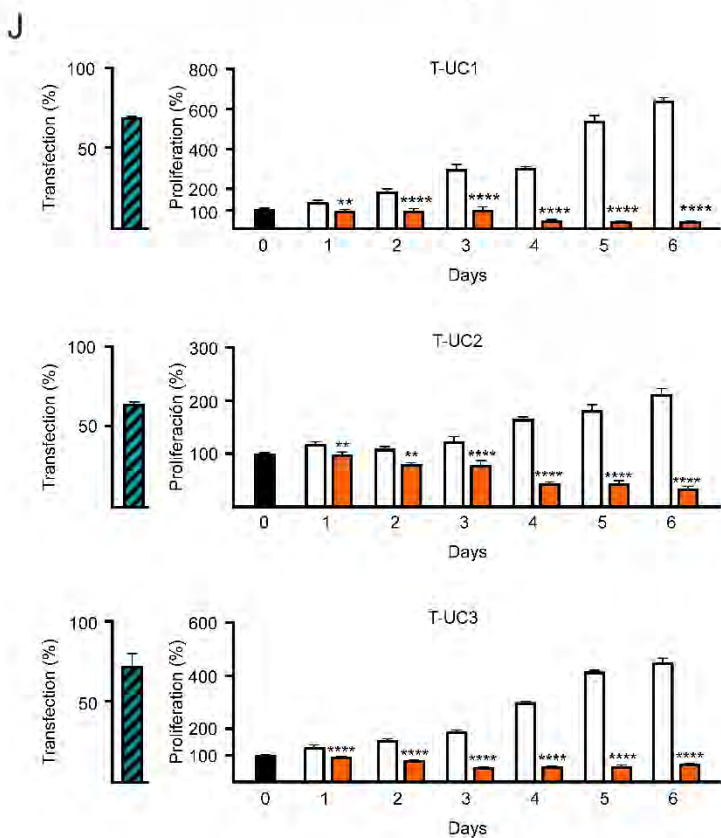 J
T-UC1
Transfection (%)
100
50
Proliferation (%)
800
600
400
200
100
** **** **** **** **** ****
0 1 2 3 4 5 6
Days
T-UC2
Transfection (%)
100
50
Proliferación (%)
300
200
100
** ** **** **** **** ****
0 1 2 3 4 5 6
Days
T-UC3
Transfection (%)
100
50
Proliferation (%)
600
400
200
100
**** **** **** **** **** ****
0 1 2 3 4 5 6
Days